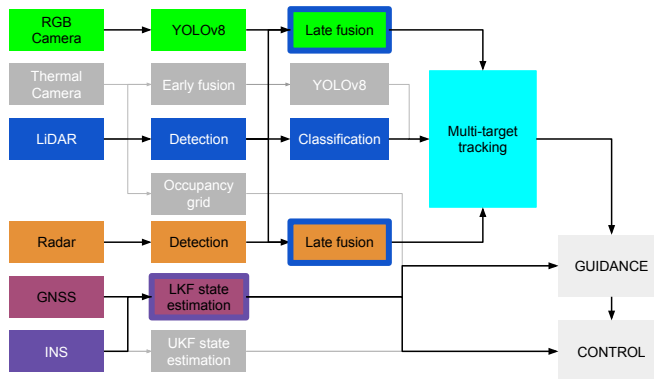 RGB
Camera
YOLOv8
Late fusion
Thermal
Camera
Early fusion
YOLOv8
LiDAR
Detection
Classification
Multi-target
tracking
Occupancy
grid
Radar
Detection
Late fusion
GUIDANCE
GNSS
LKF state
estimation
INS
UKF state
estimation
CONTROL